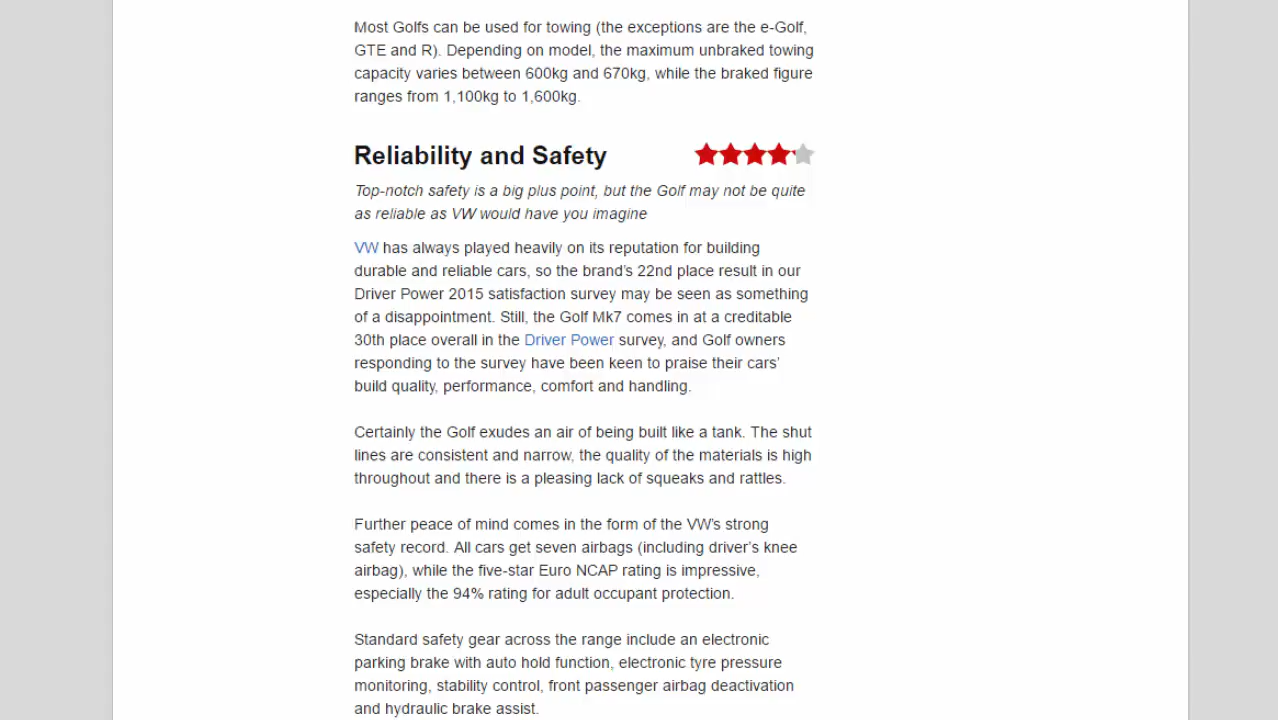 Most Golfs can be used for towing (the exceptions are the e-Golf,
GTE and R). Depending on model, the maximum unbraked towing
capacity varies between 600kg and 670kg, while the braked figure
ranges from 1,100kg to 1,600kg.
Reliability and Safety
Top-notch safety is a big plus point, but the Golf may not be quite
as reliable as VW would have you imagine
VW has always played heavily on its reputation for building
durable and reliable cars, so the brand's 22nd place result in our
Driver Power 2015 satisfaction survey may be seen as something
of a disappointment. Still, the Golf Mk7 comes in at a creditable
30th place overall in the Driver Power survey, and Golf owners
responding to the survey have been keen to praise their cars'
build quality, performance, comfort and handling.
Certainly the Golf exudes an air of being built like a tank. The shut
lines are consistent and narrow, the quality of the materials is high
throughout and there is a pleasing lack of squeaks and rattles.
Further peace of mind comes in the form of the VW's strong
safety record. All cars get seven airbags (including driver's knee
airbag), while the five-star Euro NCAP rating is impressive,
especially the 94% rating for adult occupant protection.
Standard safety gear across the range include an electronic
parking brake with auto hold function, electronic tyre pressure
monitoring, stability control, front passenger airbag deactivation
and hydraulic brake assist.